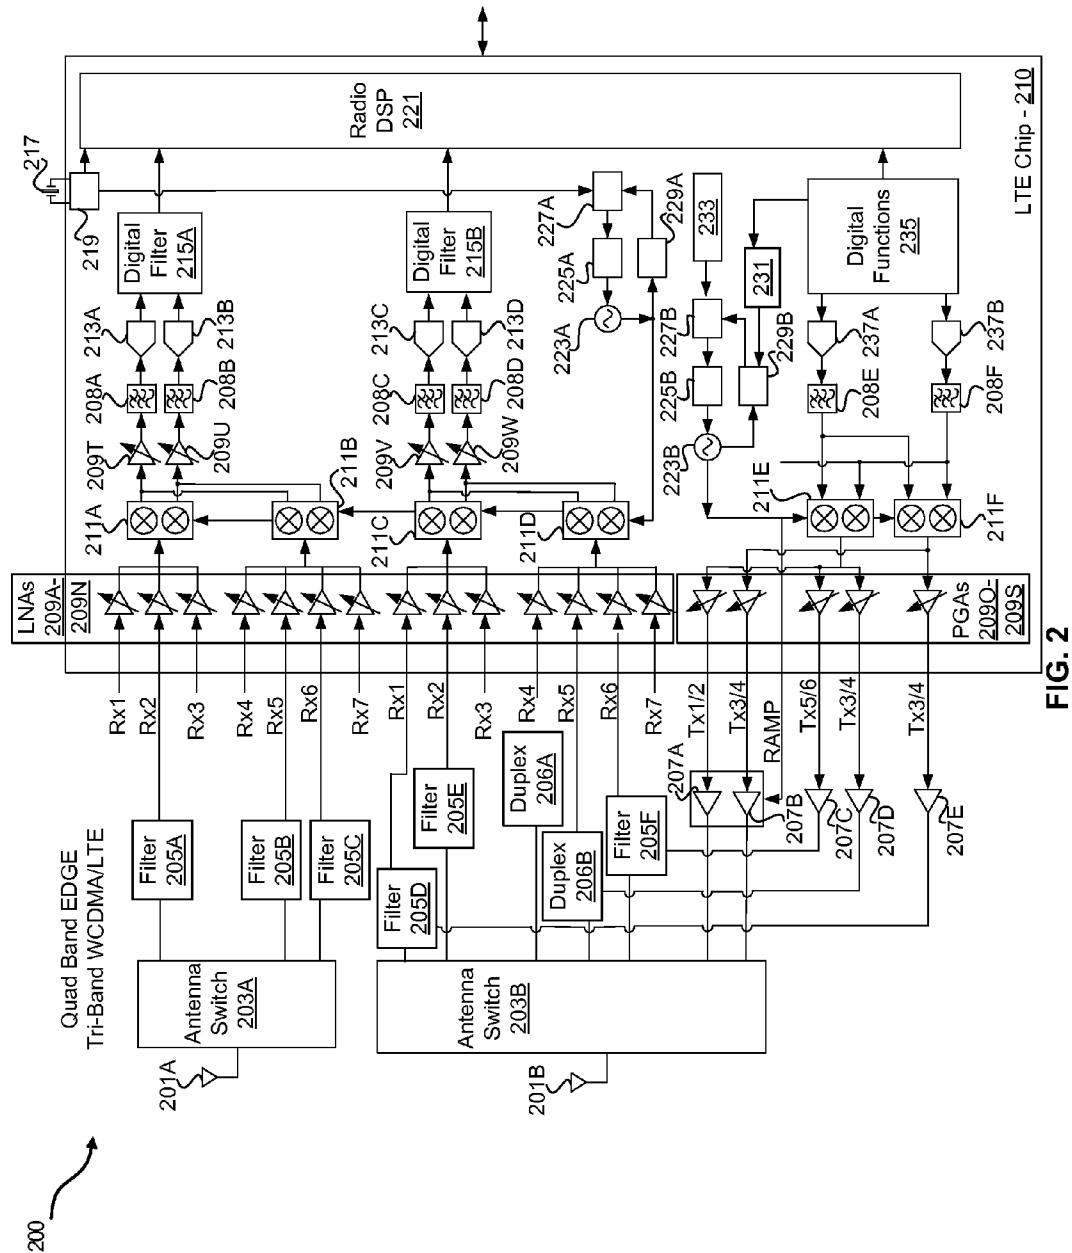 200
Quad Band EDGE
Tri-Band WCDMA/LTE
201A
Antenna
Switch
203A
201B
Antenna
Switch
203B
Filter
205A
Filter
205B
Filter
205C
Filter
205D
Filter
205E
Duplex
206A
Duplex
206B
Filter
205F
207A
207B
207C
207D
207E
Rx1
Rx2
Rx3
Rx4
Rx5
Rx6
Rx7
Rx1
Rx2
Rx3
Rx4
Rx5
Rx6
Rx7
Tx1/2
Tx3/4
RAMP
Tx5/6
Tx3/4
Tx3/4
LNAs
209A-
209N
PGAs
209O-
209S
211A
211B
211C
211D
211E
211F
209T
209U
209V
209W
208A
208B
208C
208D
208E
208F
213A
213B
213C
213D
Digital
Filter
215A
Digital
Filter
215B
217
219
223A
225A
227A
229A
223B
225B
227B
229B
233
231
237A
237B
Digital
Functions
235
Radio
DSP
221
LTE Chip - 210
FIG. 2